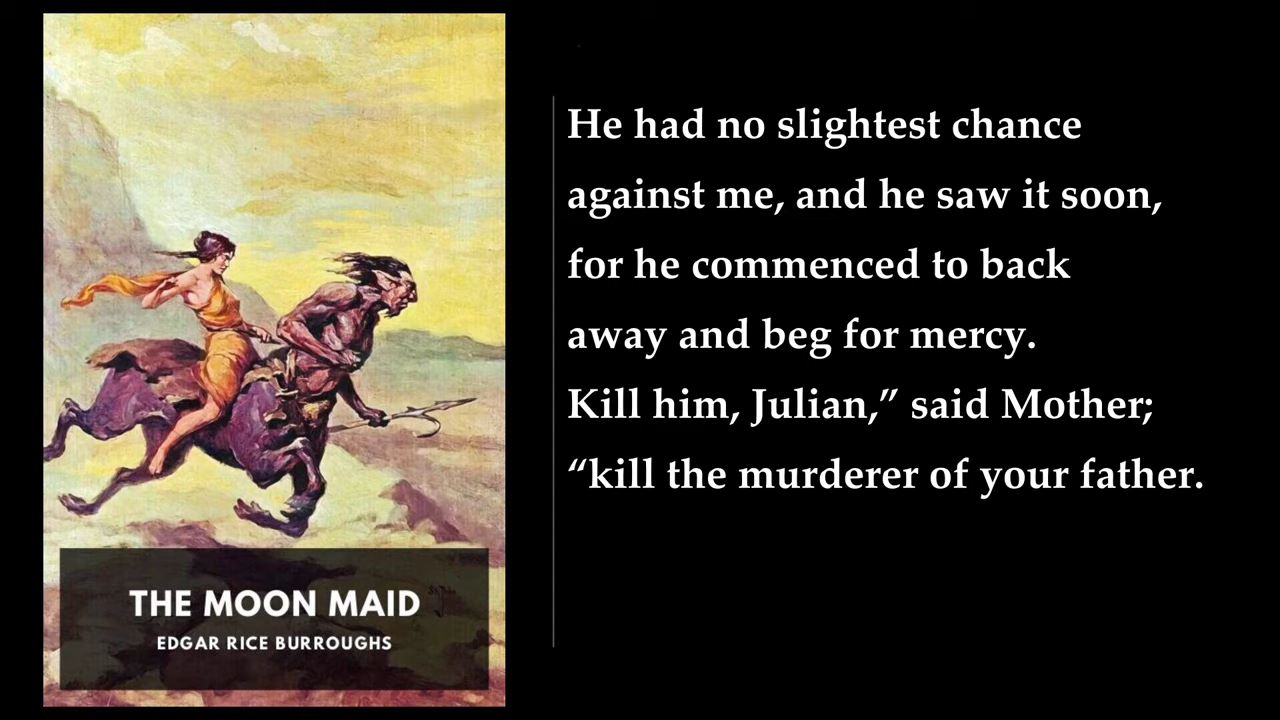 THE MOON MAID
EDGAR RICE BURROUGHS
He had no slightest chance
against me, and he saw it soon,
for he commenced to back
away and beg for mercy.
Kill him, Julian,” said Mother;
“kill the murderer of your father.